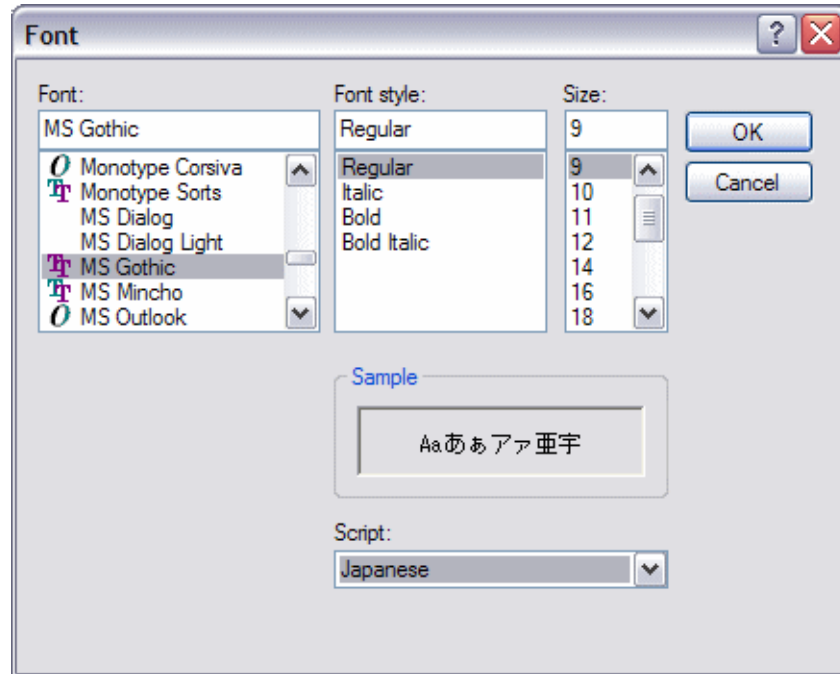 Font
Font:
MS Gothic
Monotype Corsiva
Monotype Sorts
MS Dialog
MS Dialog Light
MS Gothic
MS Mincho
MS Outlook
Font style:
Regular
Regular
Italic
Bold
Bold Italic
Size:
9
9
10
11
12
14
16
18
OK
Cancel
Sample
Aaあぁアァ亜宇
Script:
Japanese